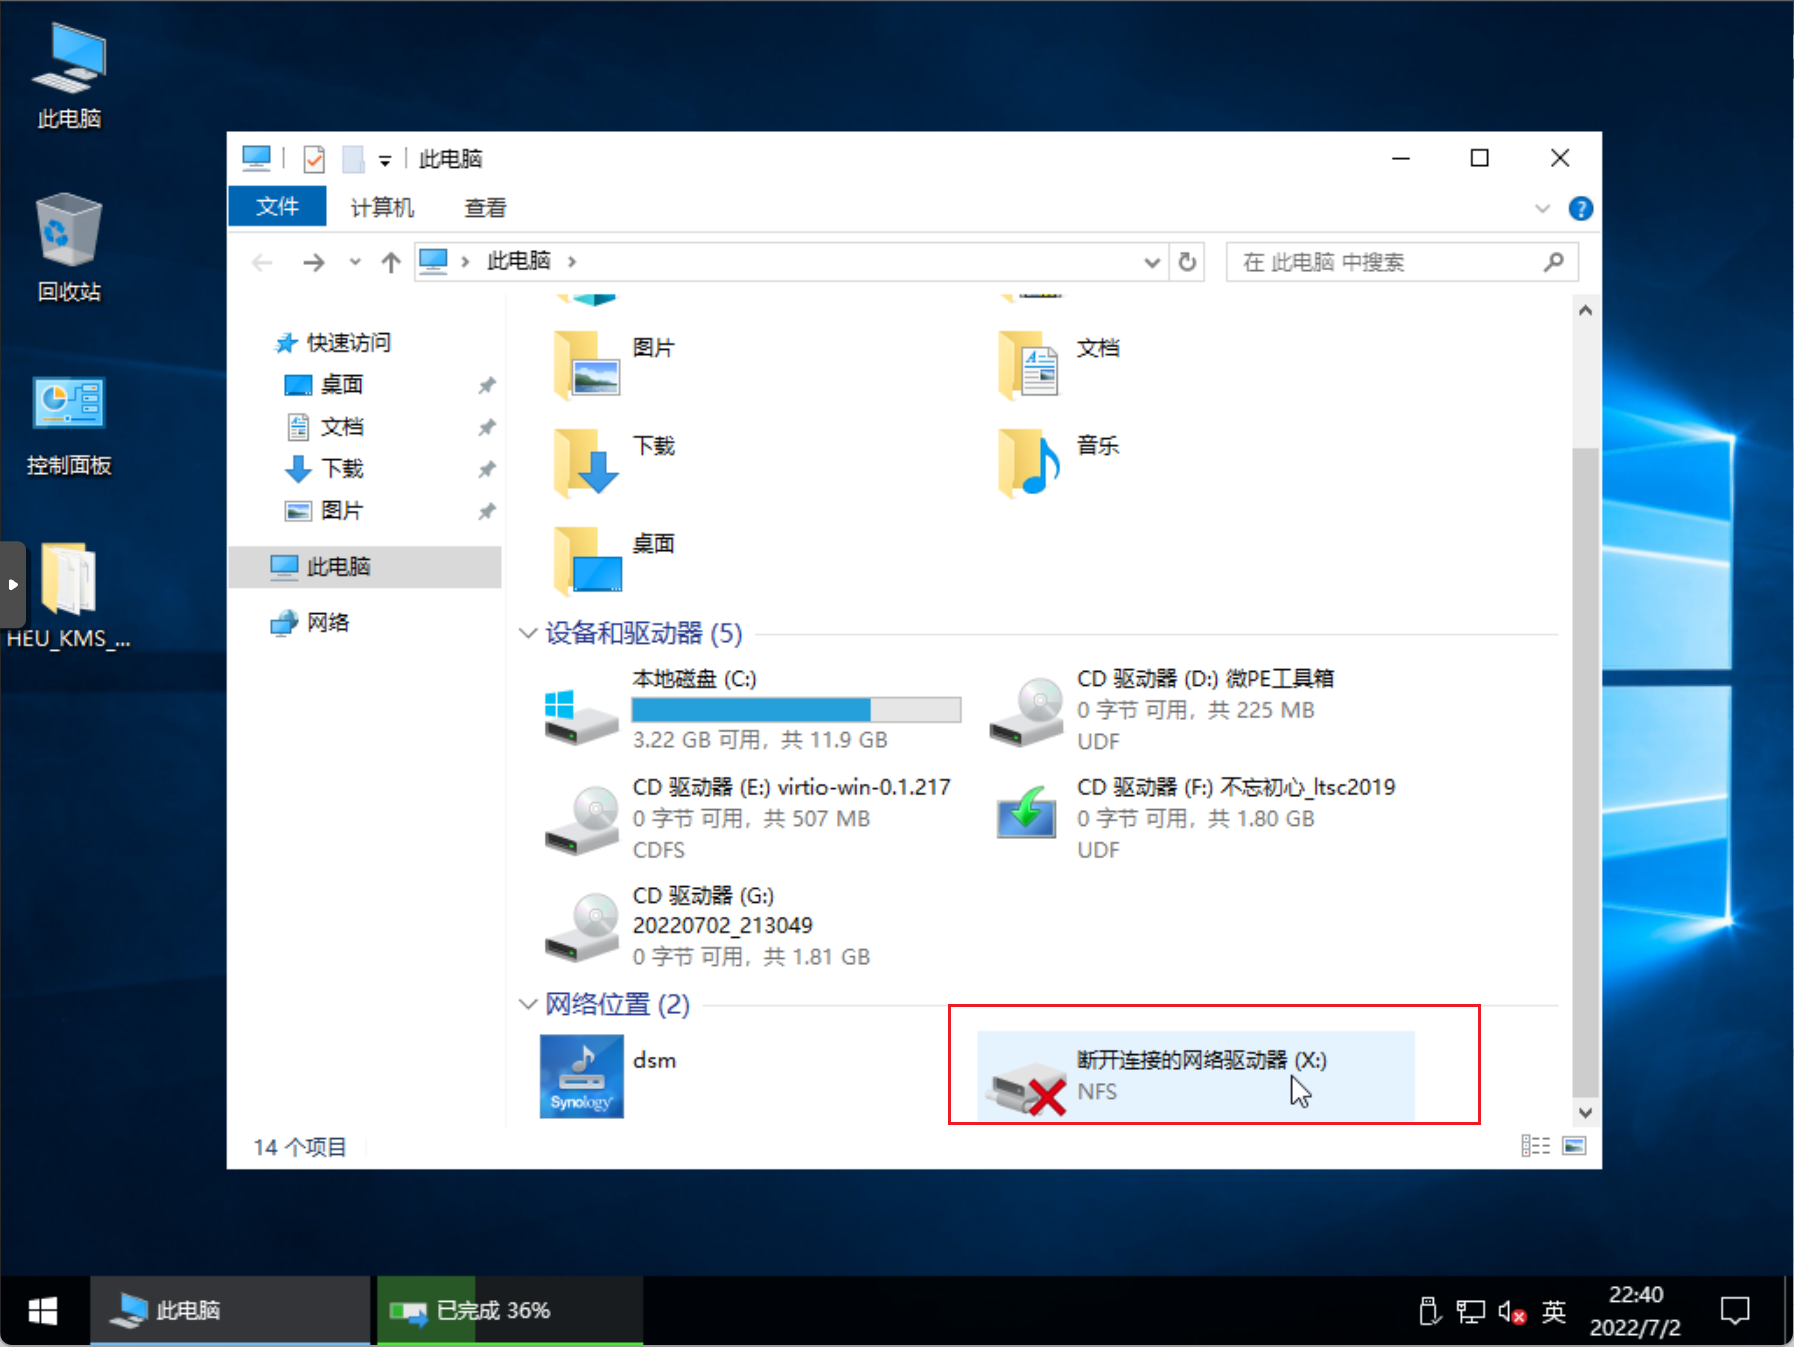 此电脑
回收站
控制面板
HEU_KMS_...
此电脑
文件
计算机
查看
此电脑
在 此电脑 中搜索
快速访问
桌面
文档
下载
图片
此电脑
网络
图片
文档
下载
音乐
桌面
设备和驱动器 (5)
本地磁盘 (C:)
3.22 GB 可用，共 11.9 GB
CD 驱动器 (D:) 微PE工具箱
0 字节 可用，共 225 MB
UDF
CD 驱动器 (E:) virtio-win-0.1.217
0 字节 可用，共 507 MB
CDFS
CD 驱动器 (F:) 不忘初心_ltsc2019
0 字节 可用，共 1.80 GB
UDF
CD 驱动器 (G:)
20220702_213049
0 字节 可用，共 1.81 GB
网络位置 (2)
Synology
dsm
断开连接的网络驱动器 (X:)
NFS
14 个项目
此电脑
已完成 36%
英
22:40
2022/7/2